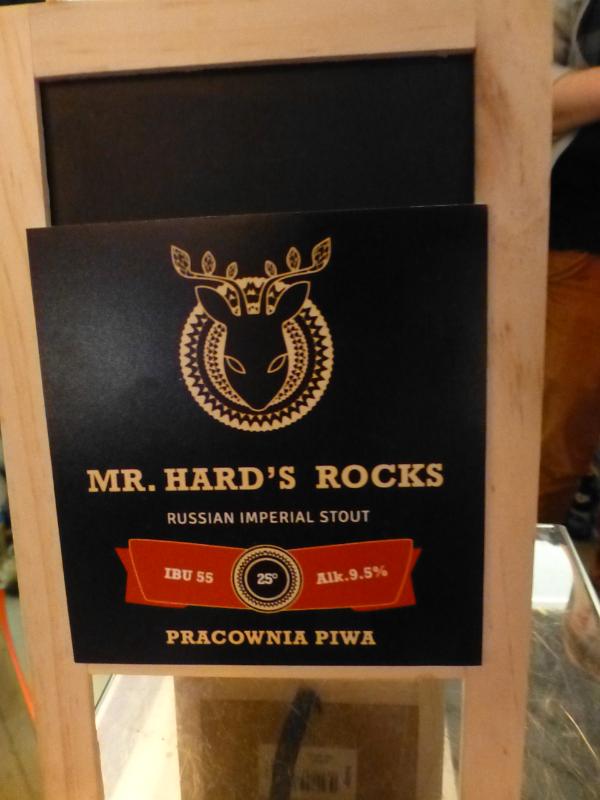 MR. HARD'S ROCKS
RUSSIAN IMPERIAL STOUT
IBU 55 25° Alk.9.5%
PRACOWNIA PIWA